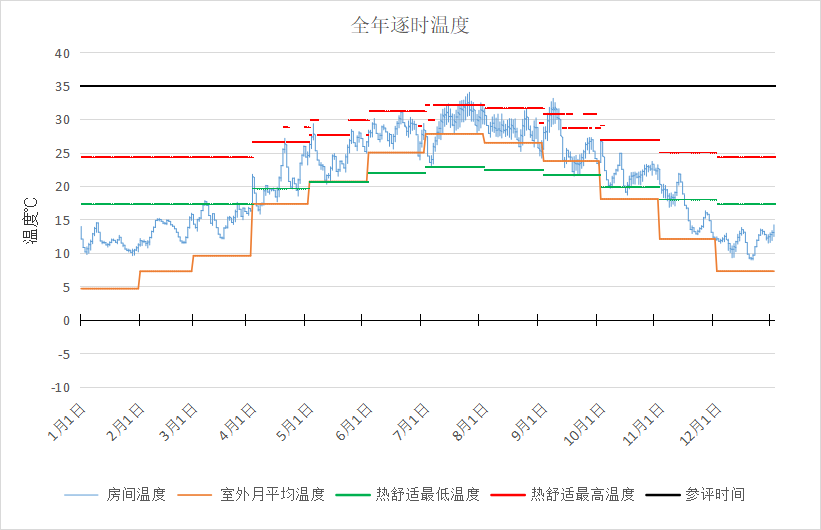 全年逐时温度
40
35
30
25
20
15
10
5
0
-5
-10
温度℃
1月1日
2月1日
3月1日
4月1日
5月1日
6月1日
7月1日
8月1日
9月1日
10月1日
11月1日
12月1日
房间温度 室外月平均温度 热舒适最低温度 热舒适最高温度 参评时间